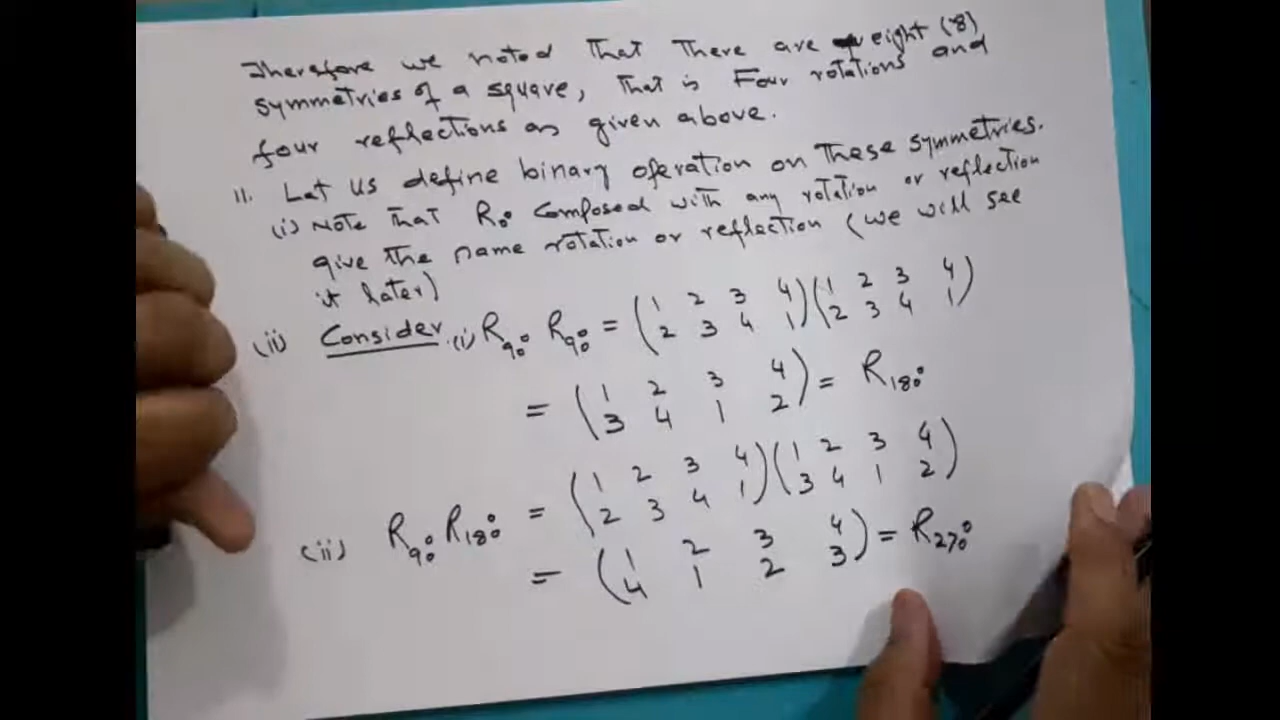 Therefore we noted That There are eight (8)
symmetries of a square, That is Four rotations and
four reflections as given above.
11. Let us define binary operation on These symmetries.
(i) Note That R0° Composed with any rotation or reflection
give The name rotation or reflection (we will see
it later)
(ii) Consider. (i) R90° R90° = (1 2 3 4 / 2 3 4 1)(1 2 3 4 / 2 3 4 1)
= (1 2 3 4 / 3 4 1 2) = R180°
(ii) R90° R180° = (1 2 3 4 / 2 3 4 1)(1 2 3 4 / 3 4 1 2)
= (1 2 3 4 / 4 1 2 3) = R270°